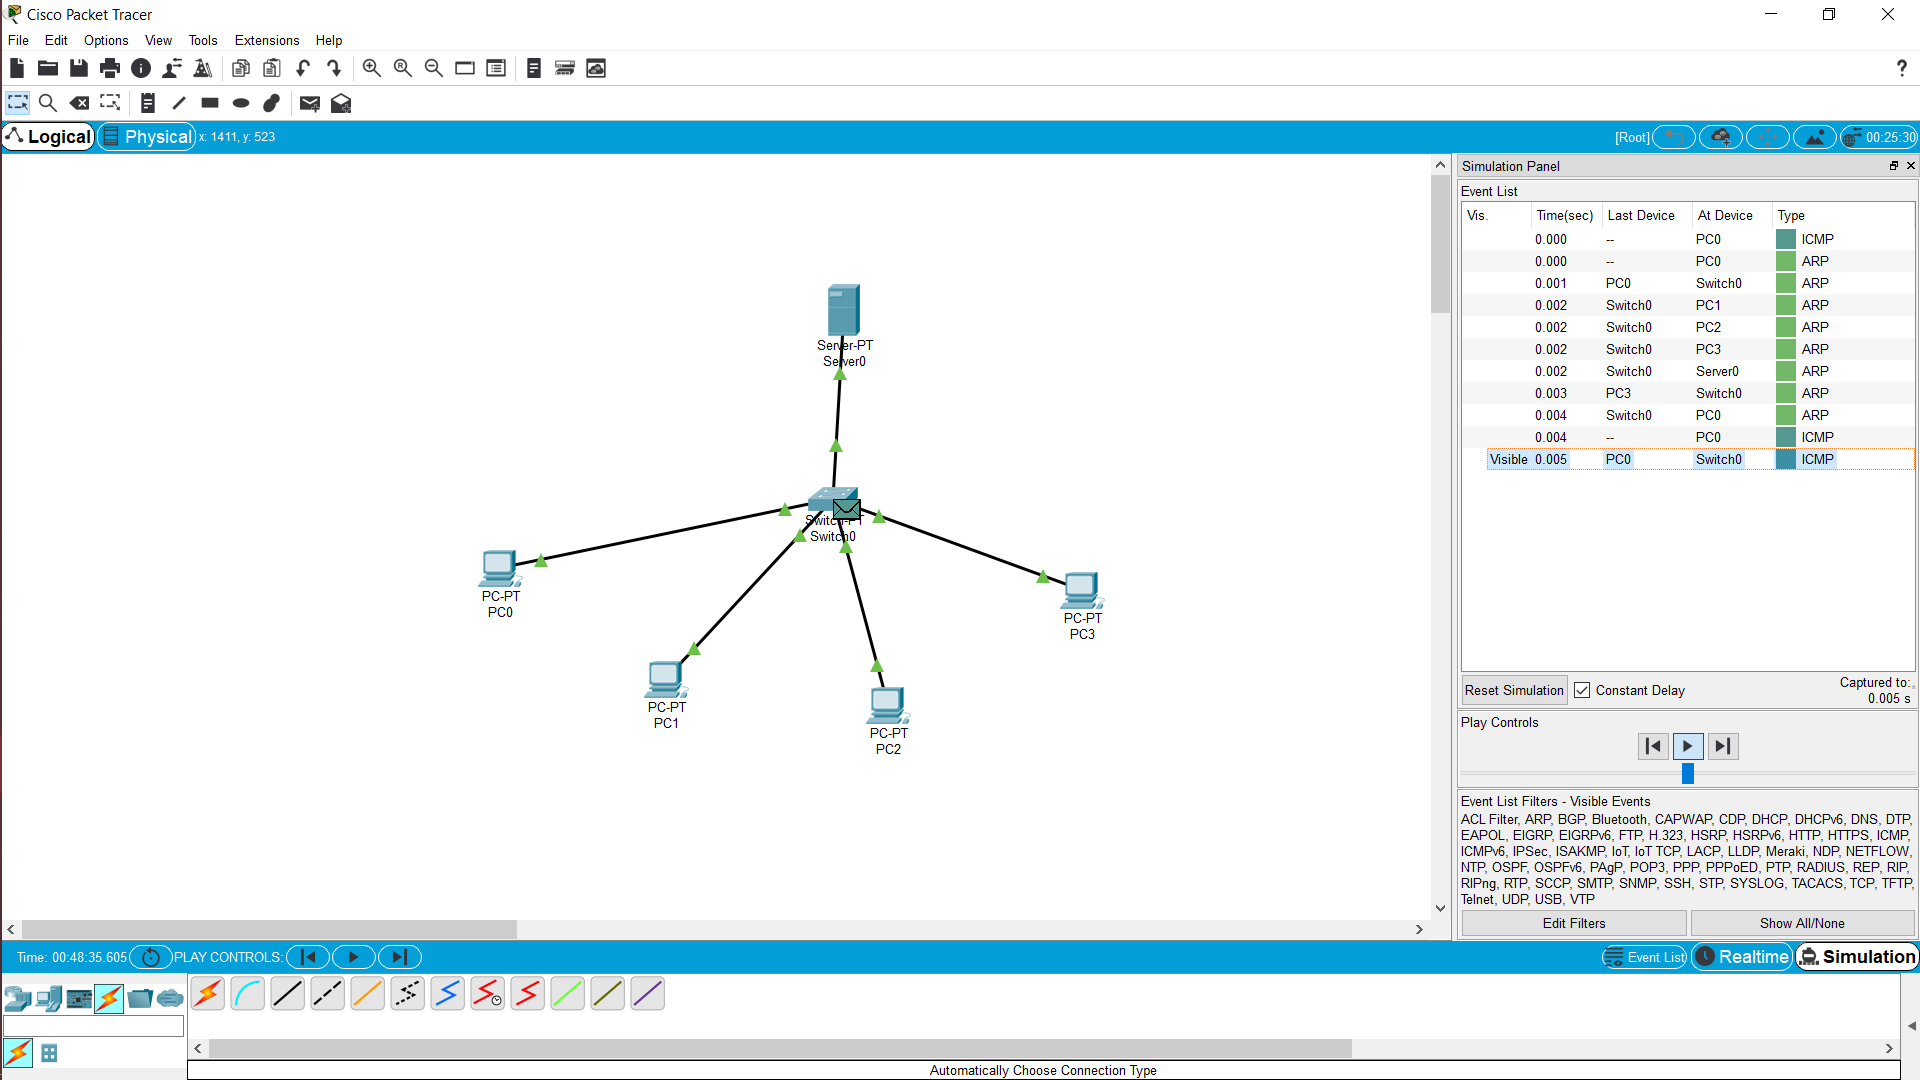 Cisco Packet Tracer
File Edit Options View Tools Extensions Help
?
Logical Physical x: 1411, y: 523 [Root] 00:25:30
Server-PT
Server0
Switch-PT
Switch0
PC-PT
PC0
PC-PT
PC1
PC-PT
PC2
PC-PT
PC3
Simulation Panel
Event List
Vis. Time(sec) Last Device At Device Type
0.000 -- PC0 ICMP
0.000 -- PC0 ARP
0.001 PC0 Switch0 ARP
0.002 Switch0 PC1 ARP
0.002 Switch0 PC2 ARP
0.002 Switch0 PC3 ARP
0.002 Switch0 Server0 ARP
0.003 PC3 Switch0 ARP
0.004 Switch0 PC0 ARP
0.004 -- PC0 ICMP
Visible 0.005 PC0 Switch0 ICMP
Reset Simulation Constant Delay Captured to:
0.005 s
Play Controls
Event List Filters - Visible Events
ACL Filter, ARP, BGP, Bluetooth, CAPWAP, CDP, DHCP, DHCPv6, DNS, DTP,
EAPOL, EIGRP, EIGRPv6, FTP, H.323, HSRP, HSRPv6, HTTP, HTTPS, ICMP,
ICMPv6, IPSec, ISAKMP, IoT, IoT TCP, LACP, LLDP, Meraki, NDP, NETFLOW,
NTP, OSPF, OSPFv6, PAgP, POP3, PPP, PPPoED, PTP, RADIUS, REP, RIP,
RIPng, RTP, SCCP, SMTP, SNMP, SSH, STP, SYSLOG, TACACS, TCP, TFTP,
Telnet, UDP, USB, VTP
Edit Filters Show All/None
Time: 00:48:35.605 PLAY CONTROLS: Event List Realtime Simulation
Automatically Choose Connection Type